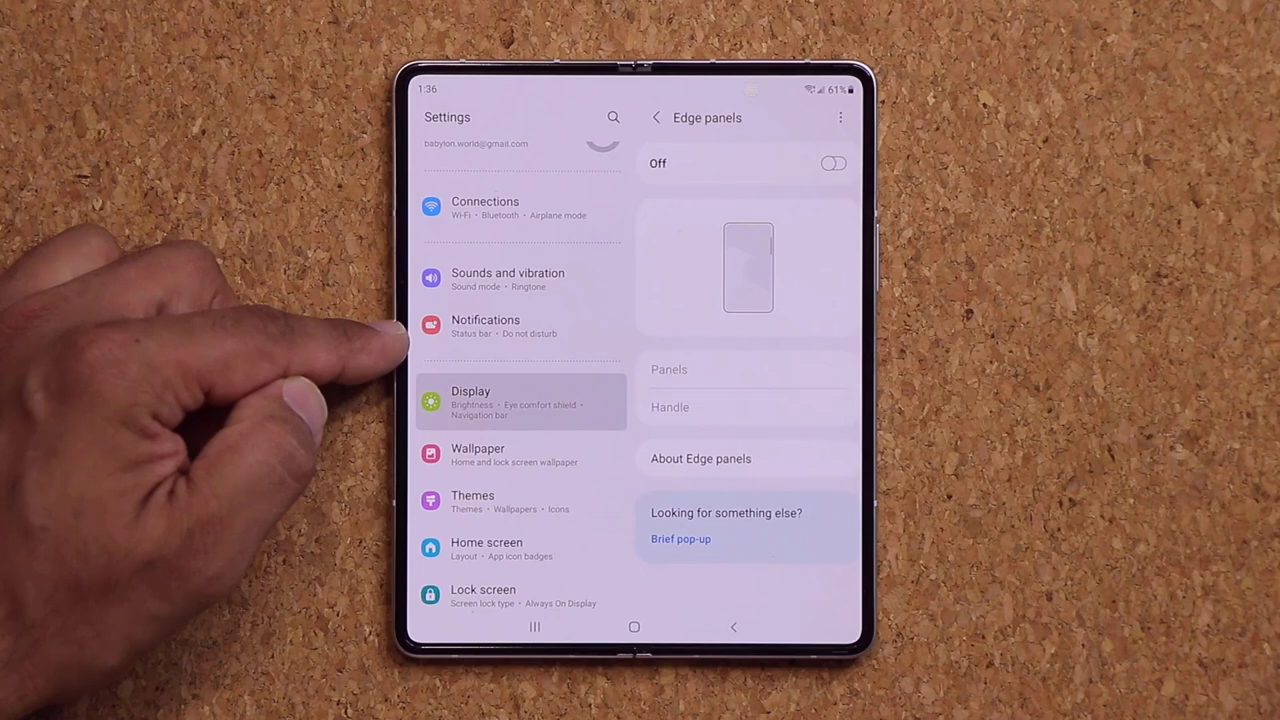 1:36
61%
Settings
babylon.world@gmail.com
Connections
Wi-Fi • Bluetooth • Airplane mode
Sounds and vibration
Sound mode • Ringtone
Notifications
Status bar • Do not disturb
Display
Brightness • Eye comfort shield •
Navigation bar
Wallpaper
Home and lock screen wallpaper
Themes
Themes • Wallpapers • Icons
Home screen
Layout • App icon badges
Lock screen
Screen lock type • Always On Display
Edge panels
Off
Panels
Handle
About Edge panels
Looking for something else?
Brief pop-up